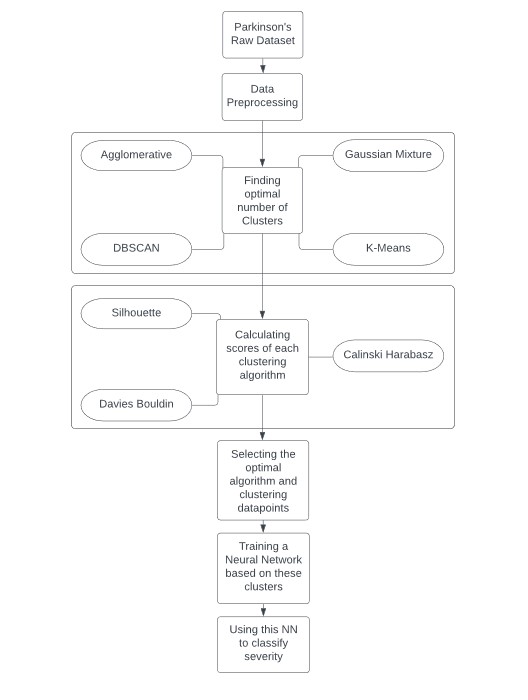 Parkinson's
Raw Dataset
Data
Preprocessing
Agglomerative
Gaussian Mixture
Finding
optimal
number of
Clusters
DBSCAN
K-Means
Silhouette
Calculating
scores of each
clustering
algorithm
Calinski Harabasz
Davies Bouldin
Selecting the
optimal
algorithm and
clustering
datapoints
Training a
Neural Network
based on these
clusters
Using this NN
to classify
severity